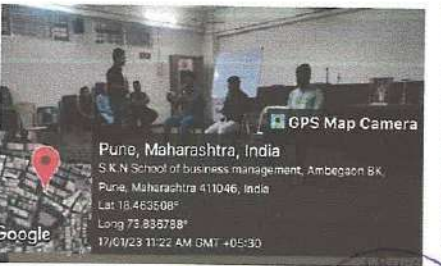 GPS Map Camera
Pune, Maharashtra, India
S.K.N School of business management, Ambegaon BK,
Pune, Maharashtra 411046, India
Lat 18.463508°
Long 73.836788°
17/01/23 11:22 AM GMT +05:30
Google